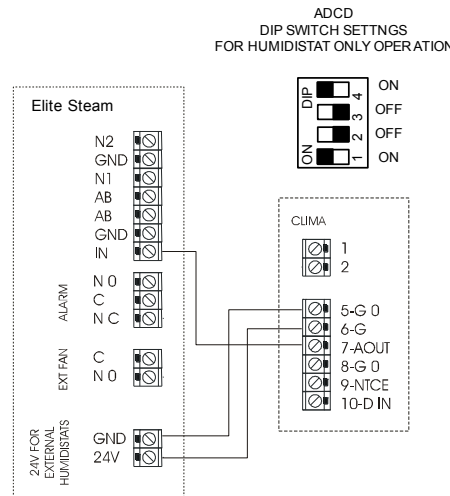 ADCD
DIP SWITCH SETTNGS
FOR HUMIDISTAT ONLY OPERATION
DIP
ON
4
3
2
1
ON
OFF
OFF
ON
Elite Steam
N2
GND
N1
AB
AB
GND
IN
ALARM
N 0
C
N C
EXT FAN
C
N 0
24V FOR
EXTERNAL
HUMIDISTATS
GND
24V
CLIMA
1
2
5-G 0
6-G
7-AOUT
8-G 0
9-NTCE
10-D IN